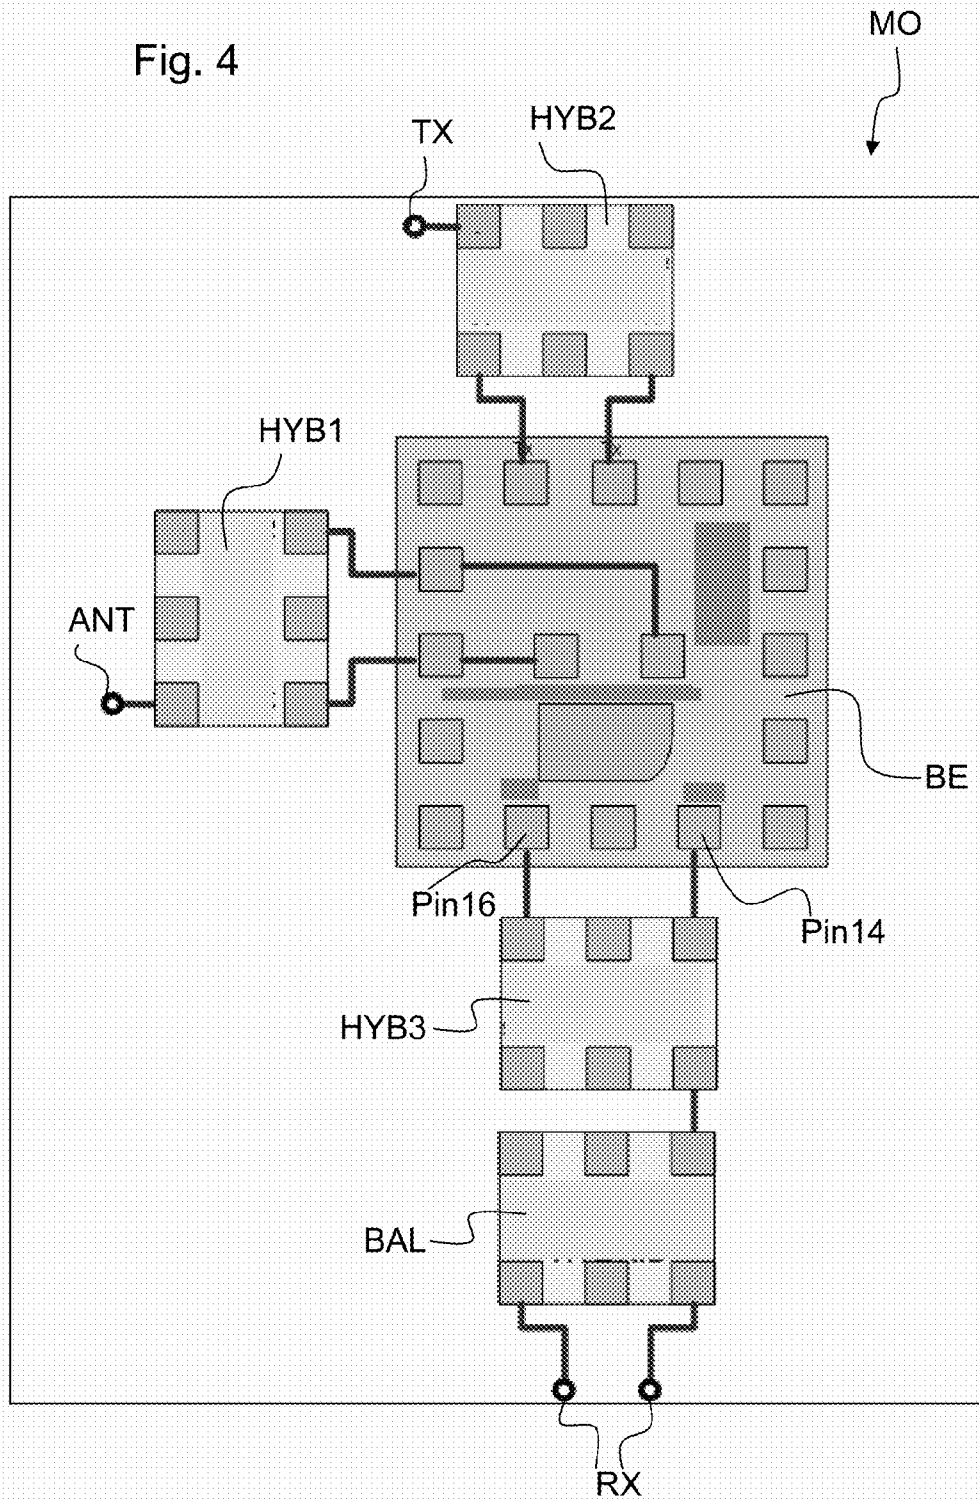 MO
Fig. 4
HYB2
TX
HYB1
ANT
BE
Pin16
Pin14
HYB3
BAL
RX